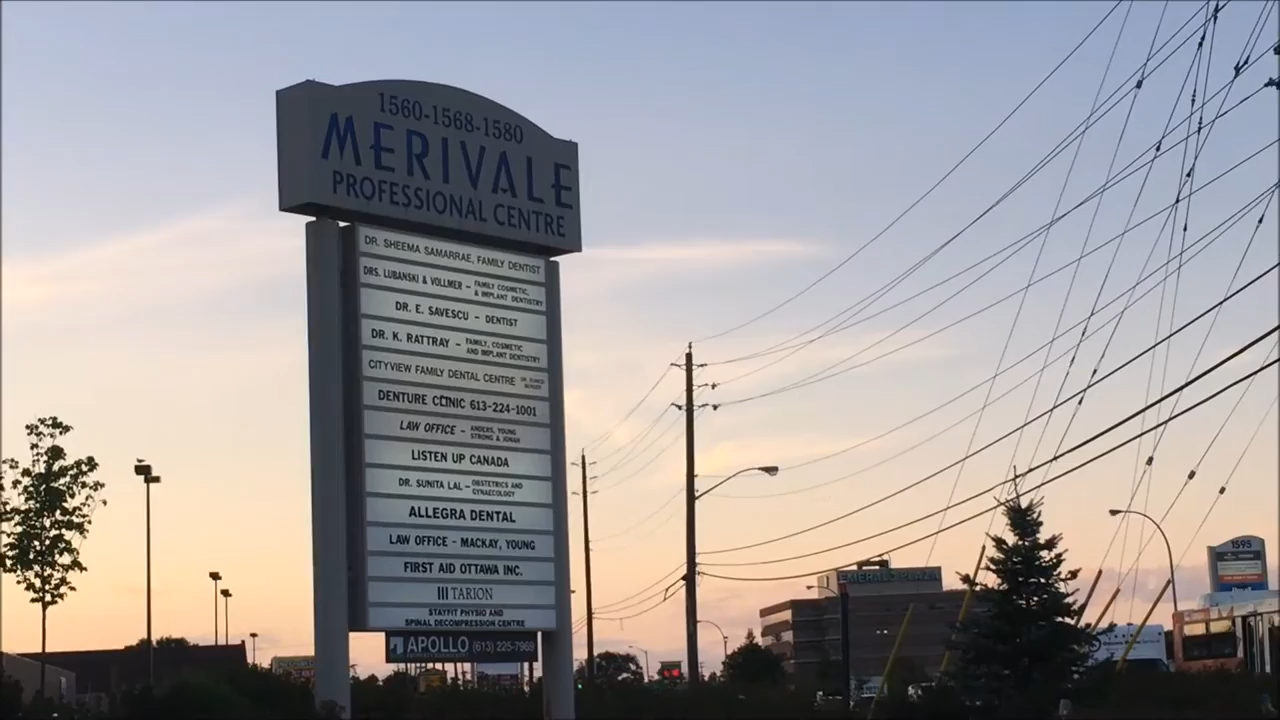 1560-1568-1580
MERIVALE
PROFESSIONAL CENTRE
DR. SHEEMA SAMARRAE, FAMILY DENTIST
DRS. LUBANSKI & VOLLMER – FAMILY COSMETIC,
& IMPLANT DENTISTRY
DR. E. SAVESCU – DENTIST
DR. K. RATTRAY – FAMILY, COSMETIC
AND IMPLANT DENTISTRY
CITYVIEW FAMILY DENTAL CENTRE
DENTURE CLINIC 613-224-1001
LAW OFFICE – ANDERS, YOUNG
STRONG & JONAH
LISTEN UP CANADA
DR. SUNITA LAL – OBSTETRICS AND
GYNAECOLOGY
ALLEGRA DENTAL
LAW OFFICE - MACKAY, YOUNG
FIRST AID OTTAWA INC.
TARION
STAYFIT PHYSIO AND
SPINAL DECOMPRESSION CENTRE
APOLLO (613) 225-7969
PROPERTY MANAGEMENT
EMERALD PLAZA
1595